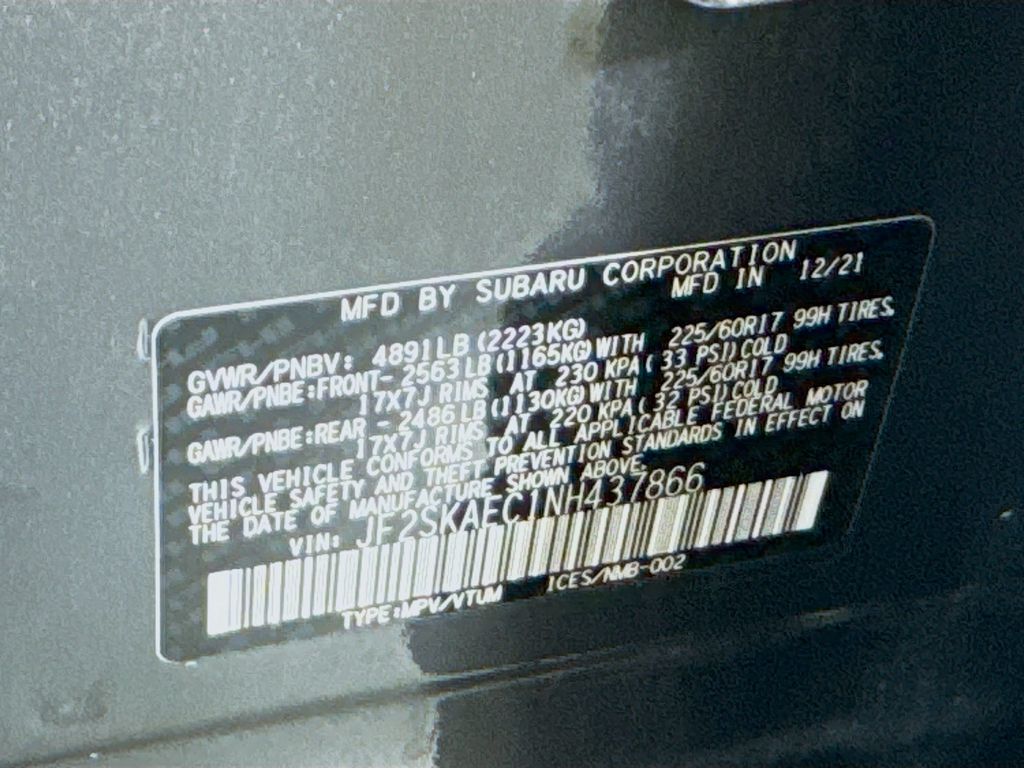 MFD BY SUBARU CORPORATION
MFD IN 12/21
GVWR/PNBV: 4891LB(2223KG)
GAWR/PNBE:FRONT- 2563LB(1165KG)WITH 225/60R17 99H TIRES,
17X7J RIMS AT 230 KPA( 33 PSI)COLD
GAWR/PNBE:REAR - 2486LB(1130KG)WITH 225/60R17 99H TIRES,
17X7J RIMS AT 220 KPA( 32 PSI)COLD
THIS VEHICLE CONFORMS TO ALL APPLICABLE FEDERAL MOTOR
VEHICLE SAFETY AND THEFT PREVENTION STANDARDS IN EFFECT ON
THE DATE OF MANUFACTURE SHOWN ABOVE.
VIN: JF2SKAEC1NH437866
TYPE:MPV/VTUM ICES/NMB-002